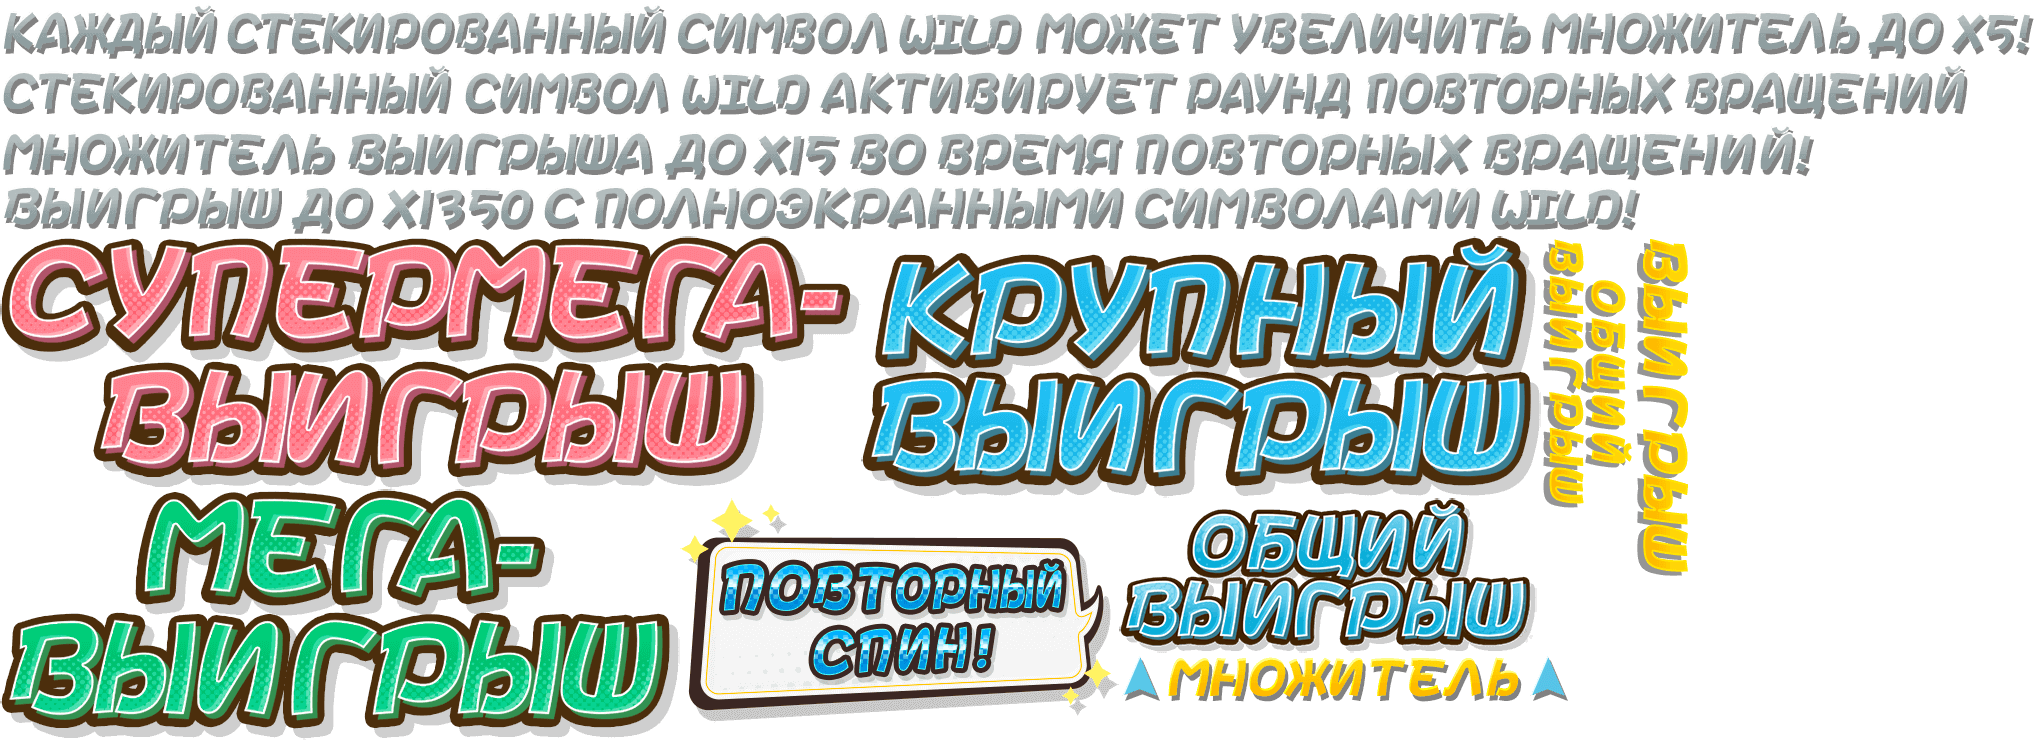 КАЖДЫЙ СТЕКИРОВАННЫЙ СИМВОЛ WILD МОЖЕТ УВЕЛИЧИТЬ МНОЖИТЕЛЬ ДО X5!
СТЕКИРОВАННЫЙ СИМВОЛ WILD АКТИВИРУЕТ РАУНД ПОВТОРНЫХ ВРАЩЕНИЙ
МНОЖИТЕЛЬ ВЫИГРЫША ДО X15 ВО ВРЕМЯ ПОВТОРНЫХ ВРАЩЕНИЙ!
ВЫИГРЫШ ДО X1350 С ПОЛНОЭКРАННЫМИ СИМВОЛАМИ WILD!
СУПЕРМЕГА-
ВЫИГРЫШ
КРУПНЫЙ
ВЫИГРЫШ
ОБЩИЙ
ВЫИГРЫШ
ВЫИГРЫШ
МЕГА-
ВЫИГРЫШ
ПОВТОРНЫЙ
СПИН!
ОБЩИЙ
ВЫИГРЫШ
МНОЖИТЕЛЬ